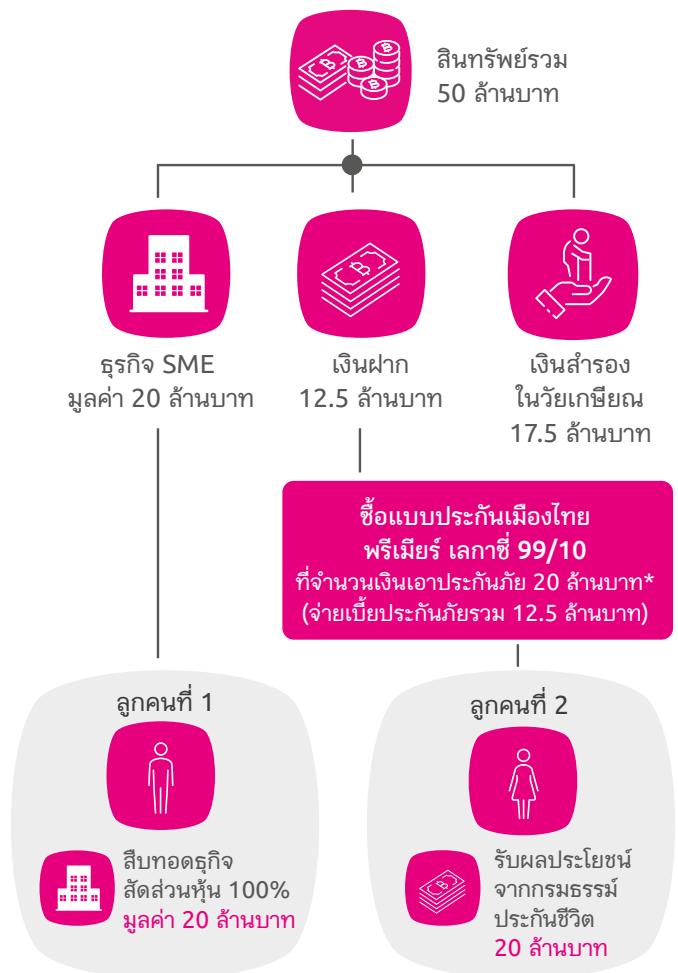 สินทรัพย์รวม
50 ล้านบาท
ธุรกิจ SME
มูลค่า 20 ล้านบาท
เงินฝาก
12.5 ล้านบาท
เงินสำรอง
ในวัยเกษียณ
17.5 ล้านบาท
ซื้อแบบประกันเมืองไทย
พรีเมียร์ เลกาซี่ 99/10
ที่จำนวนเงินเอาประกันภัย 20 ล้านบาท*
(จ่ายเบี้ยประกันภัยรวม 12.5 ล้านบาท)
ลูกคนที่ 1
สืบทอดธุรกิจ
สัดส่วนหุ้น 100%
มูลค่า 20 ล้านบาท
ลูกคนที่ 2
รับผลประโยชน์
จากกรมธรรม์
ประกันชีวิต
20 ล้านบาท